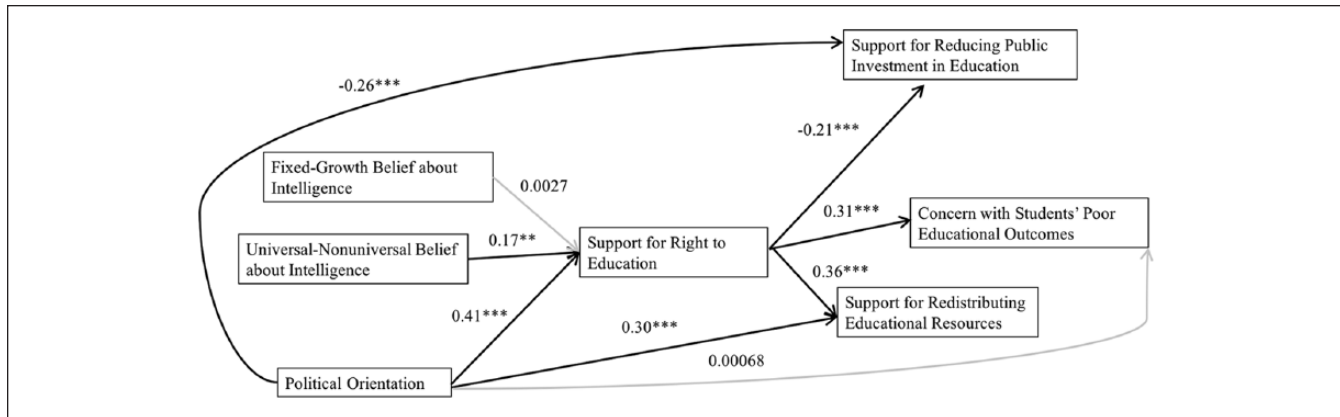 Support for Reducing Public
Investment in Education
-0.26***
-0.21***
Fixed-Growth Belief about
Intelligence
0.0027
0.31***
Concern with Students' Poor
Educational Outcomes
Universal-Nonuniversal Belief
about Intelligence
0.17**
Support for Right to
Education
0.36***
Support for Redistributing
Educational Resources
0.41***
0.30***
0.00068
Political Orientation